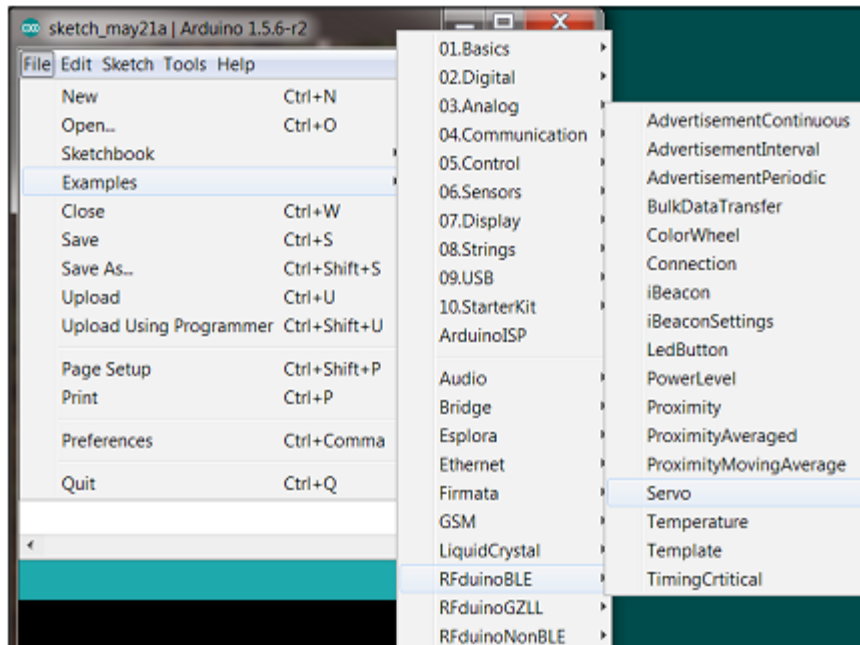 sketch_may21a | Arduino 1.5.6-r2
File Edit Sketch Tools Help
New Ctrl+N
Open... Ctrl+O
Sketchbook
Examples
Close Ctrl+W
Save Ctrl+S
Save As... Ctrl+Shift+S
Upload Ctrl+U
Upload Using Programmer Ctrl+Shift+U
Page Setup Ctrl+Shift+P
Print Ctrl+P
Preferences Ctrl+Comma
Quit Ctrl+Q
01.Basics
02.Digital
03.Analog
04.Communication
05.Control
06.Sensors
07.Display
08.Strings
09.USB
10.StarterKit
ArduinoISP
Audio
Bridge
Esplora
Ethernet
Firmata
GSM
LiquidCrystal
RFduinoBLE
RFduinoGZLL
RFduinoNonBLE
AdvertisementContinuous
AdvertisementInterval
AdvertisementPeriodic
BulkDataTransfer
ColorWheel
Connection
iBeacon
iBeaconSettings
LedButton
PowerLevel
Proximity
ProximityAveraged
ProximityMovingAverage
Servo
Temperature
Template
TimingCrtitical